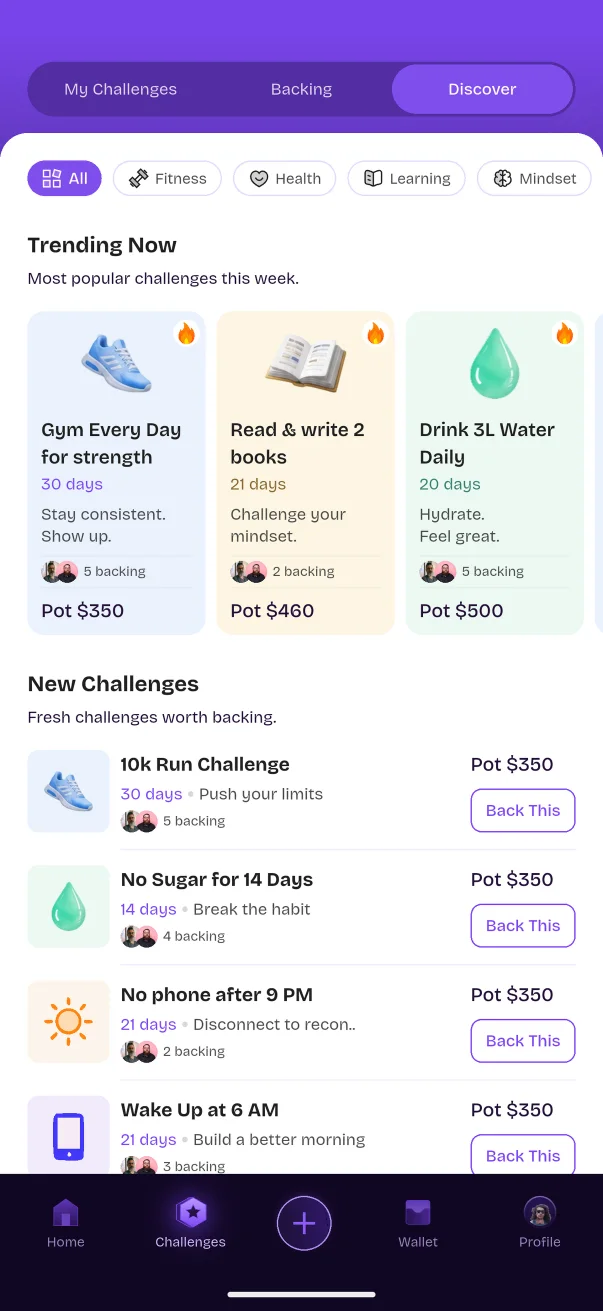 My Challenges
Backing
Discover
All
Fitness
Health
Learning
Mindset
Trending Now
Most popular challenges this week.
Gym Every Day
for strength
30 days
Stay consistent.
Show up.
5 backing
Pot $350
Read & write 2
books
21 days
Challenge your
mindset.
2 backing
Pot $460
Drink 3L Water
Daily
20 days
Hydrate.
Feel great.
5 backing
Pot $500
New Challenges
Fresh challenges worth backing.
10k Run Challenge
30 days • Push your limits
5 backing
Pot $350
Back This
No Sugar for 14 Days
14 days • Break the habit
4 backing
Pot $350
Back This
No phone after 9 PM
21 days • Disconnect to recon..
2 backing
Pot $350
Back This
Wake Up at 6 AM
21 days • Build a better morning
3 backing
Pot $350
Back This
Home
Challenges
Wallet
Profile